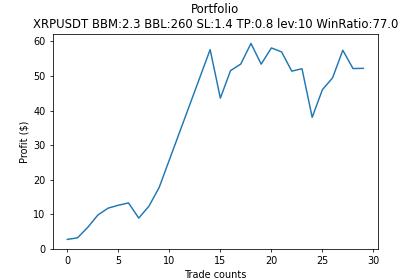 Portfolio
XRPUSDT BBM:2.3 BBL:260 SL:1.4 TP:0.8 lev:10 WinRatio:77.0
60
50
40
30
20
10
0
Profit ($)
0 5 10 15 20 25 30
Trade counts